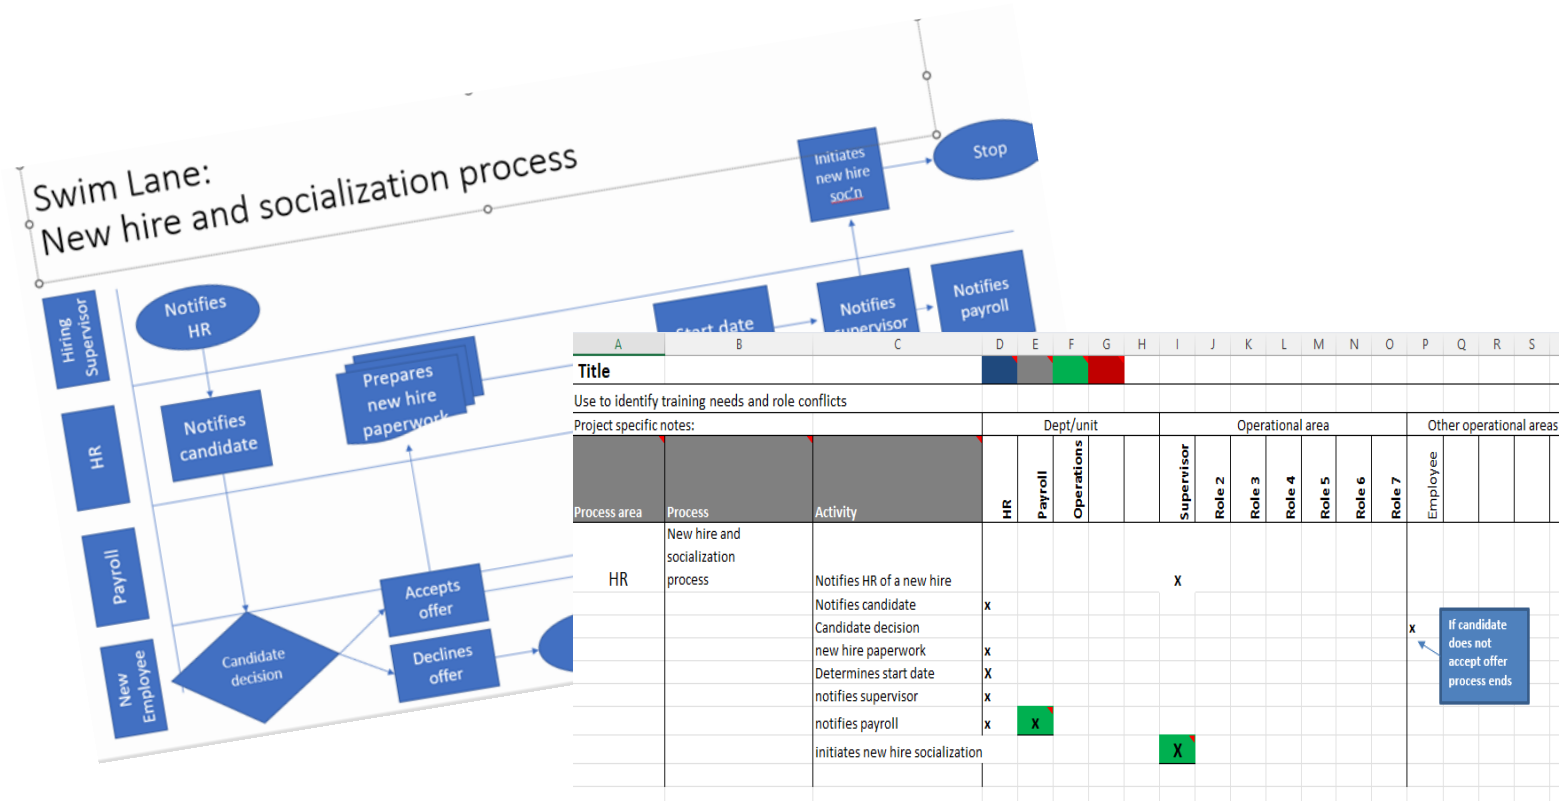 Swim Lane:
New hire and socialization process
Initiates
new hire
soc'n
Stop
Hiring
Supervisor
Notifies
HR
Start date
Notifies
supervisor
Notifies
payroll
HR
Notifies
candidate
Prepares
new hire
paperwork
Payroll
New
Employee
Candidate
decision
Accepts
offer
Declines
offer
A B C D E F G H I J K L M N O P Q R S
Title
Use to identify training needs and role conflicts
Project specific notes: Dept/unit Operational area Other operational areas
Process area Process Activity HR Payroll Operations Supervisor Role 2 Role 3 Role 4 Role 5 Role 6 Role 7 Employee
New hire and
socialization
HR process Notifies HR of a new hire X
Notifies candidate x
Candidate decision x
new hire paperwork x
Determines start date X
notifies supervisor x
notifies payroll x X
initiates new hire socialization X
If candidate
does not
accept offer
process ends